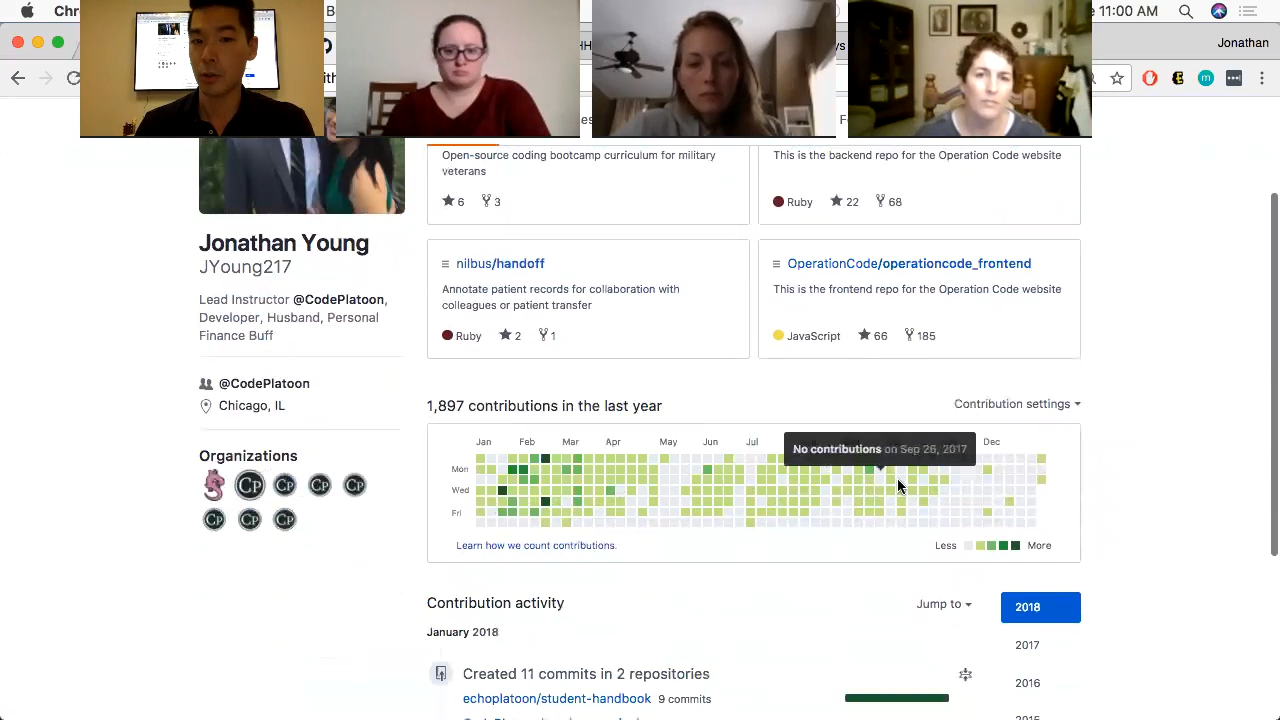 Chr
e 11:00 AM
Jonathan
Open-source coding bootcamp curriculum for military
veterans
6 3
This is the backend repo for the Operation Code website
Ruby 22 68
Jonathan Young
JYoung217
Lead Instructor @CodePlatoon,
Developer, Husband, Personal
Finance Buff
@CodePlatoon
Chicago, IL
Organizations
nilbus/handoff
Annotate patient records for collaboration with
colleagues or patient transfer
Ruby 2 1
OperationCode/operationcode_frontend
This is the frontend repo for the Operation Code website
JavaScript 66 185
1,897 contributions in the last year
Contribution settings
Jan Feb Mar Apr May Jun Jul Dec
No contributions on Sep 26, 2017
Mon
Wed
Fri
Learn how we count contributions.
Less More
Contribution activity
Jump to
2018
2017
2016
January 2018
Created 11 commits in 2 repositories
echoplatoon/student-handbook 9 commits